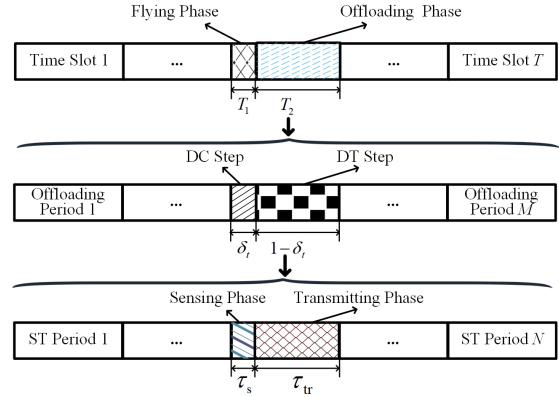 Flying Phase Offloading Phase
Time Slot 1 ... ... Time Slot T
T₁ T₂
DC Step DT Step
Offloading Period 1 ... ... Offloading Period M
δₜ 1−δₜ
Sensing Phase Transmitting Phase
ST Period 1 ... ... ST Period N
τₛ τₜᵣ